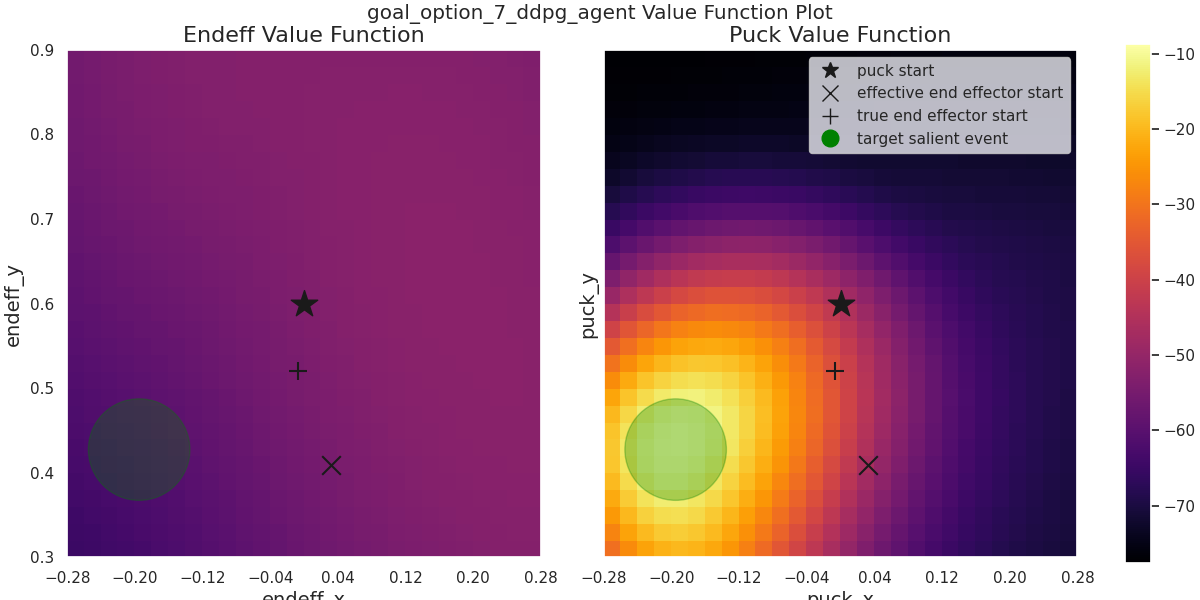 goal_option_7_ddpg_agent Value Function Plot
Endeff Value Function
Puck Value Function
endeff_y
0.9
0.8
0.7
0.6
0.5
0.4
0.3
−0.28 −0.20 −0.12 −0.04 0.04 0.12 0.20 0.28
endeff_x
puck_y
puck start
effective end effector start
true end effector start
target salient event
−0.28 −0.20 −0.12 −0.04 0.04 0.12 0.20 0.28
puck_x
−10
−20
−30
−40
−50
−60
−70